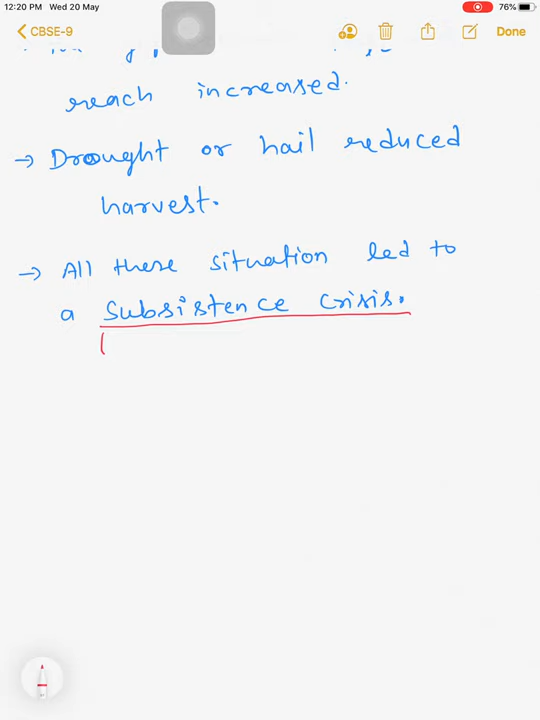 12:20 PM Wed 20 May
76%
CBSE-9
Done
reach increased.
→ Drought or hail reduced
harvest.
→ All these situation led to
a Subsistence Crisis.